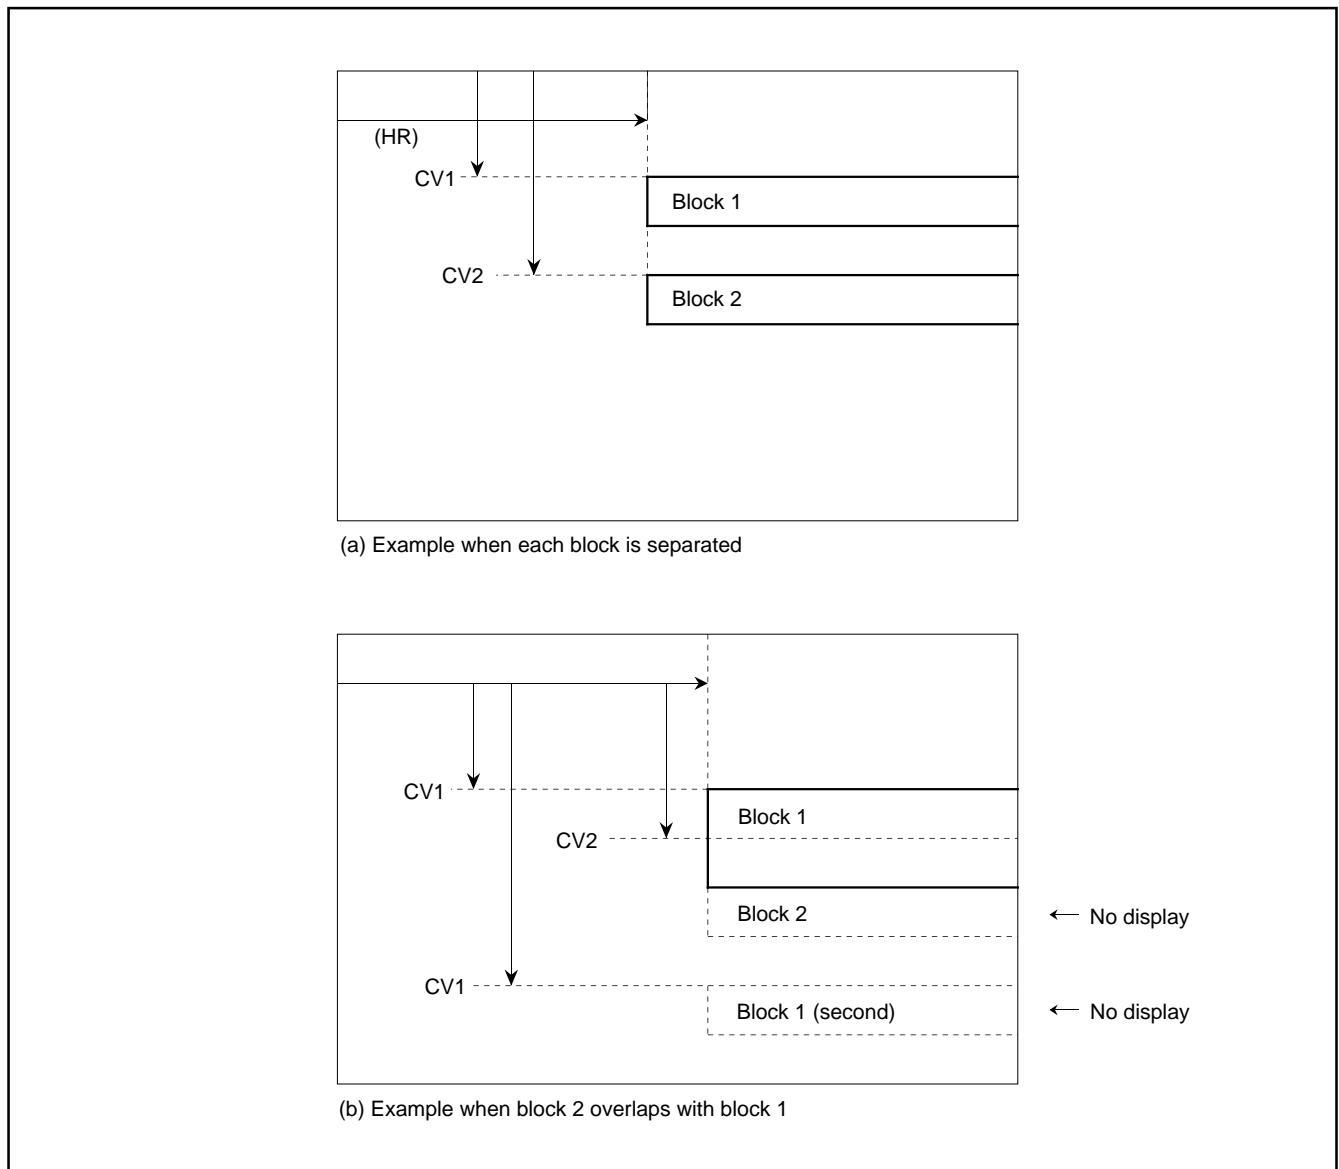 (HR)
CV1
Block 1
CV2
Block 2
(a) Example when each block is separated
CV1
Block 1
CV2
Block 2
No display
CV1
Block 1 (second)
No display
(b) Example when block 2 overlaps with block 1